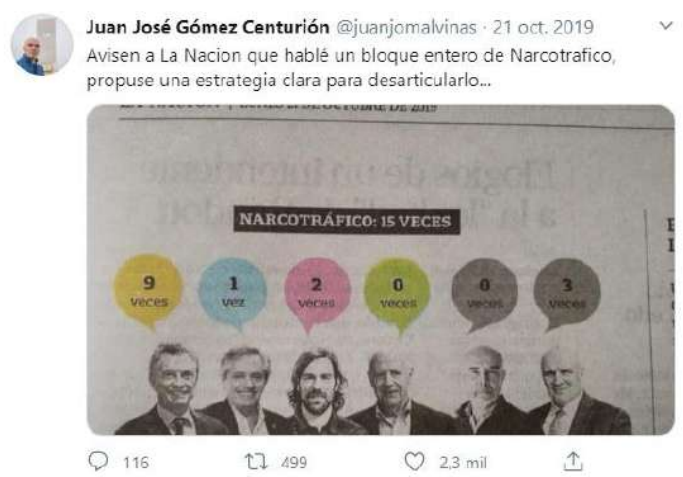 Juan José Gómez Centurión @juanjomalvinas · 21 oct. 2019
Avisen a La Nacion que hablé un bloque entero de Narcotrafico,
propuse una estrategia clara para desarticularlo...
NARCOTRÁFICO: 15 VECES
9 veces
1 vez
2 veces
0 veces
0 veces
3 veces
116 499 2,3 mil